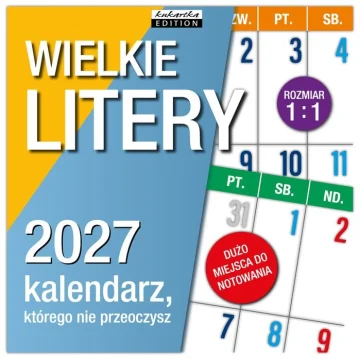 kukartka
EDITION
WIELKIE
LITERY
2027
kalendarz,
którego nie przeoczysz
ZW. PT. SB.
2 3 4
ROZMIAR
1:1
9 10 11
PT. SB. ND.
31 1 2
DUŻO
MIEJSCA DO
NOTOWANIA
7 8 9